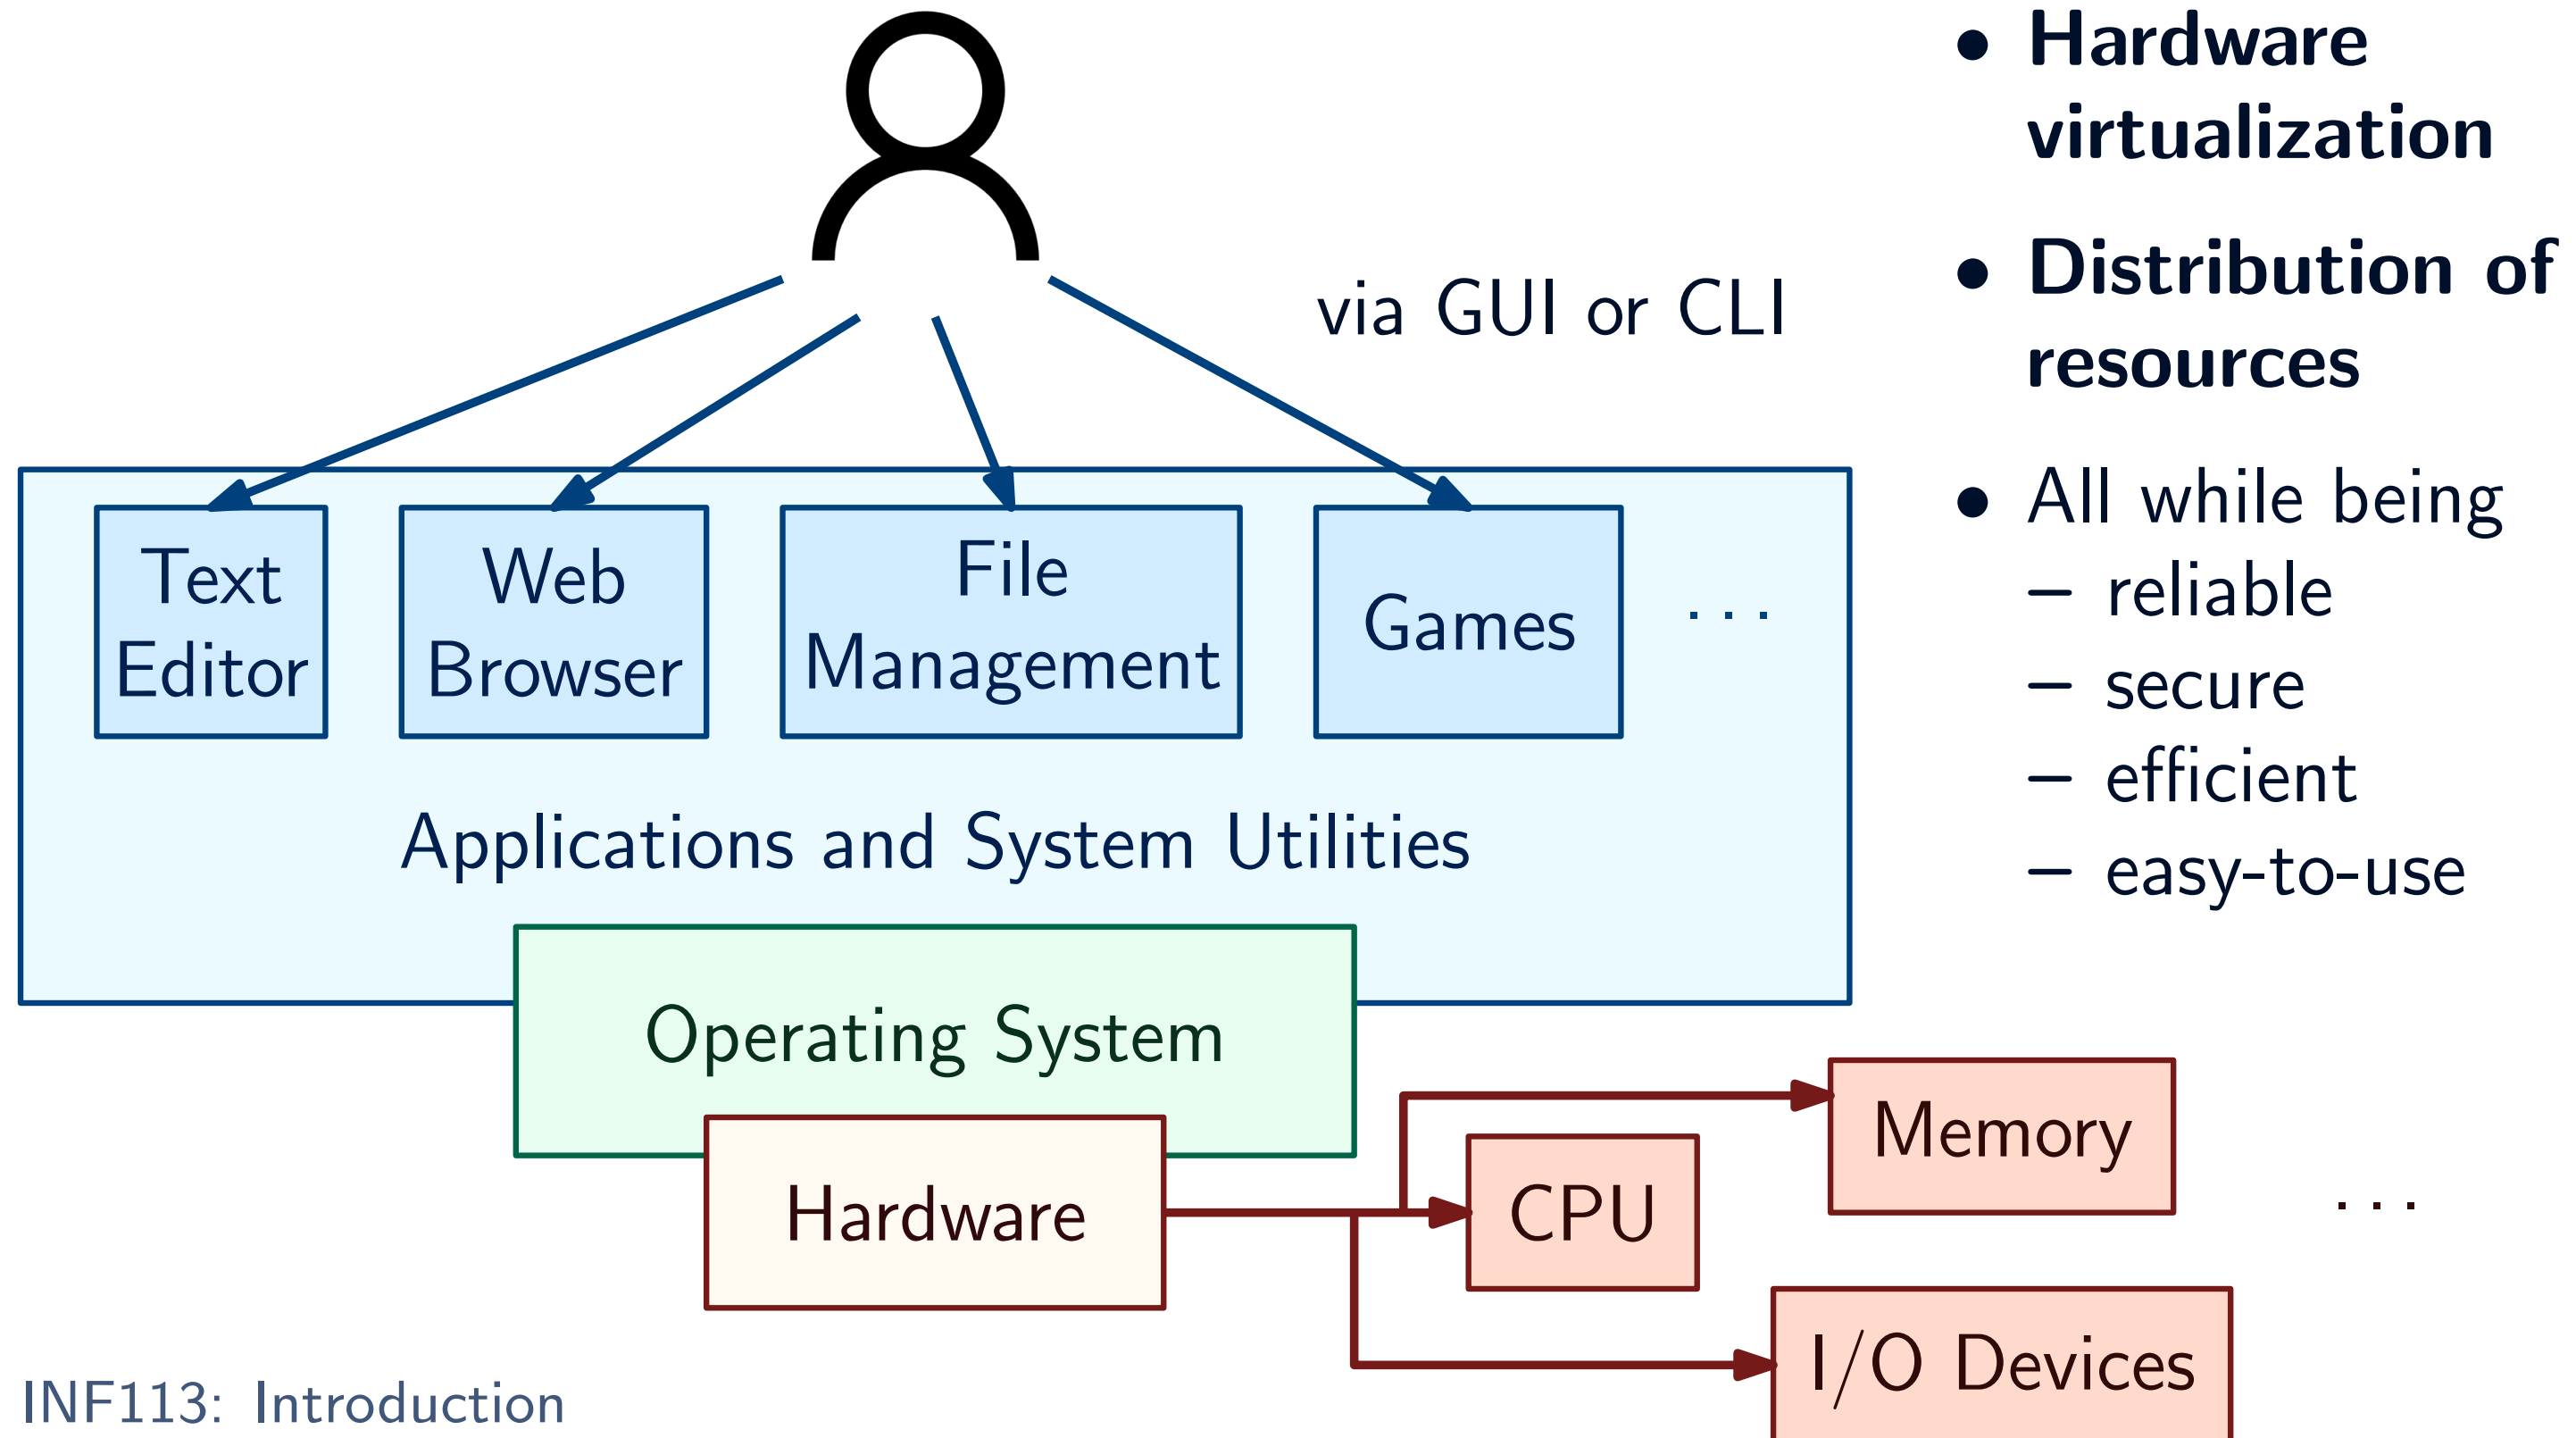 via GUI or CLI
Text
Editor
Web
Browser
File
Management
Games
. . .
Applications and System Utilities
Operating System
Hardware
CPU
Memory
I/O Devices
. . .
• Hardware
virtualization
• Distribution of
resources
• All while being
– reliable
– secure
– efficient
– easy-to-use
INF113: Introduction